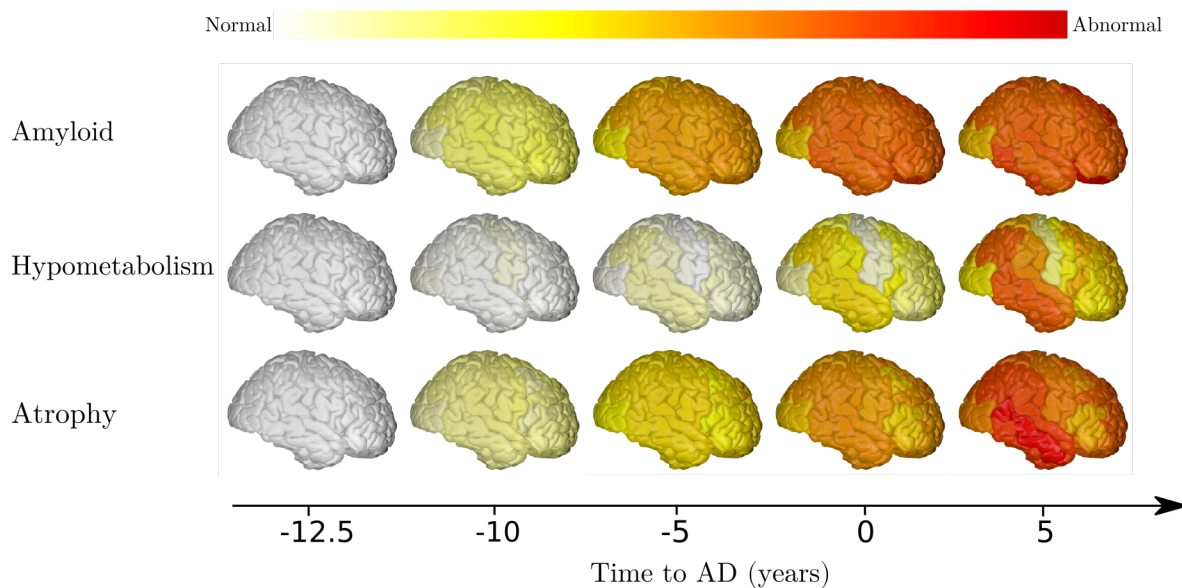 Normal Abnormal
Amyloid
Hypometabolism
Atrophy
-12.5 -10 -5 0 5
Time to AD (years)